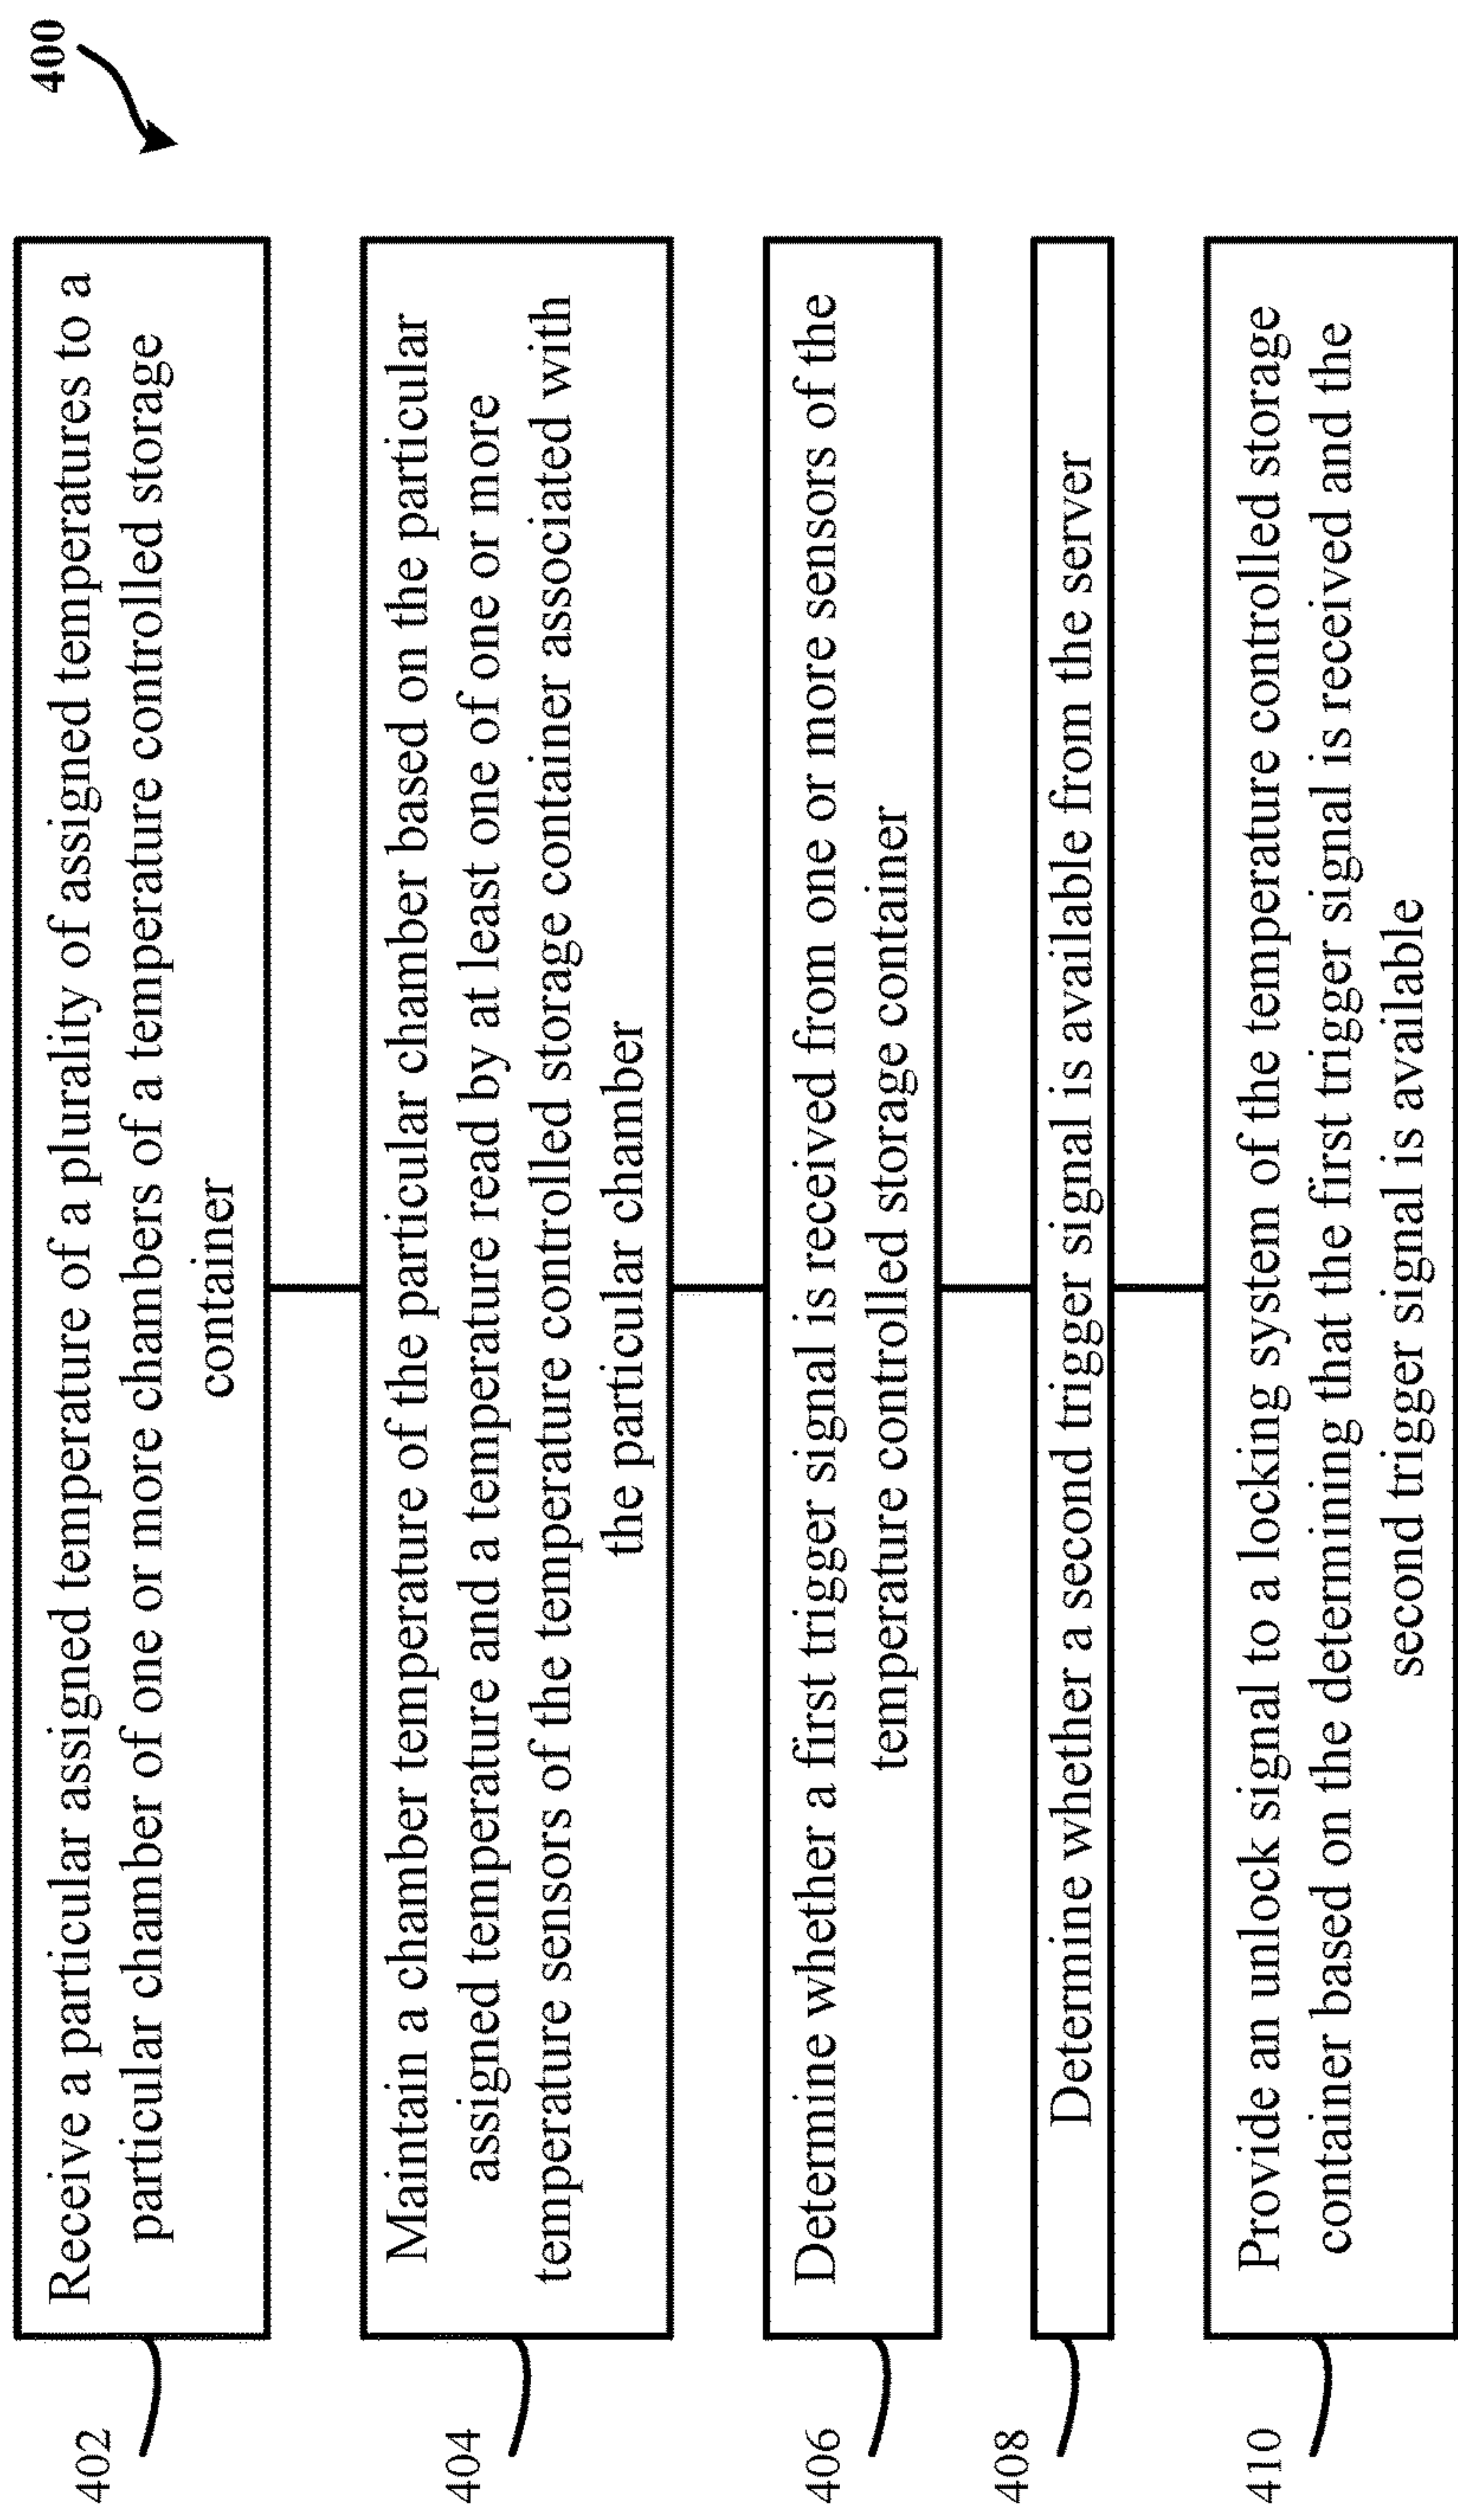 400
402
Receive a particular assigned temperature of a plurality of assigned temperatures to a
particular chamber of one or more chambers of a temperature controlled storage
container
404
Maintain a chamber temperature of the particular chamber based on the particular
assigned temperature and a temperature read by at least one of one or more
temperature sensors of the temperature controlled storage container associated with
the particular chamber
406
Determine whether a first trigger signal is received from one or more sensors of the
temperature controlled storage container
408
Determine whether a second trigger signal is available from the server
410
Provide an unlock signal to a locking system of the temperature controlled storage
container based on the determining that the first trigger signal is received and the
second trigger signal is available